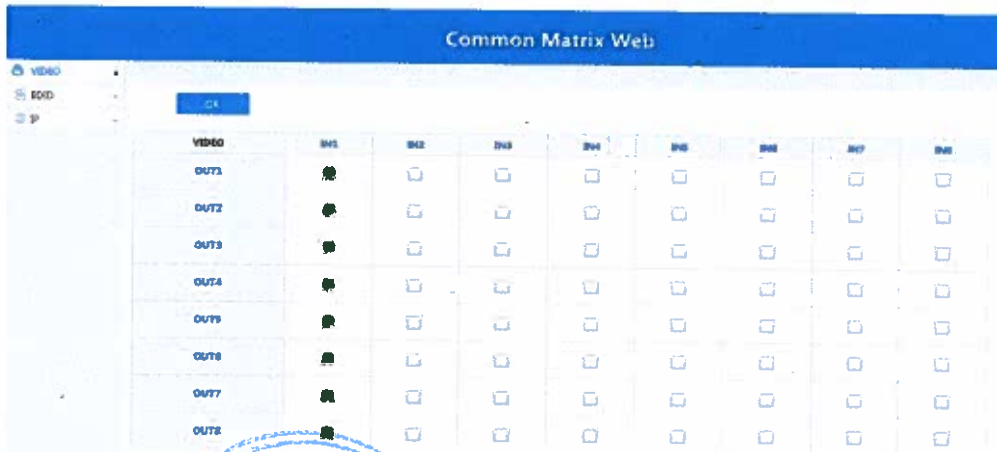 Common Matrix Web
VIDEO
EDID
IP
OK
VIDEO IN1 IN2 IN3 IN4 IN5 IN6 IN7 IN8
OUT1
OUT2
OUT3
OUT4
OUT5
OUT6
OUT7
OUT8